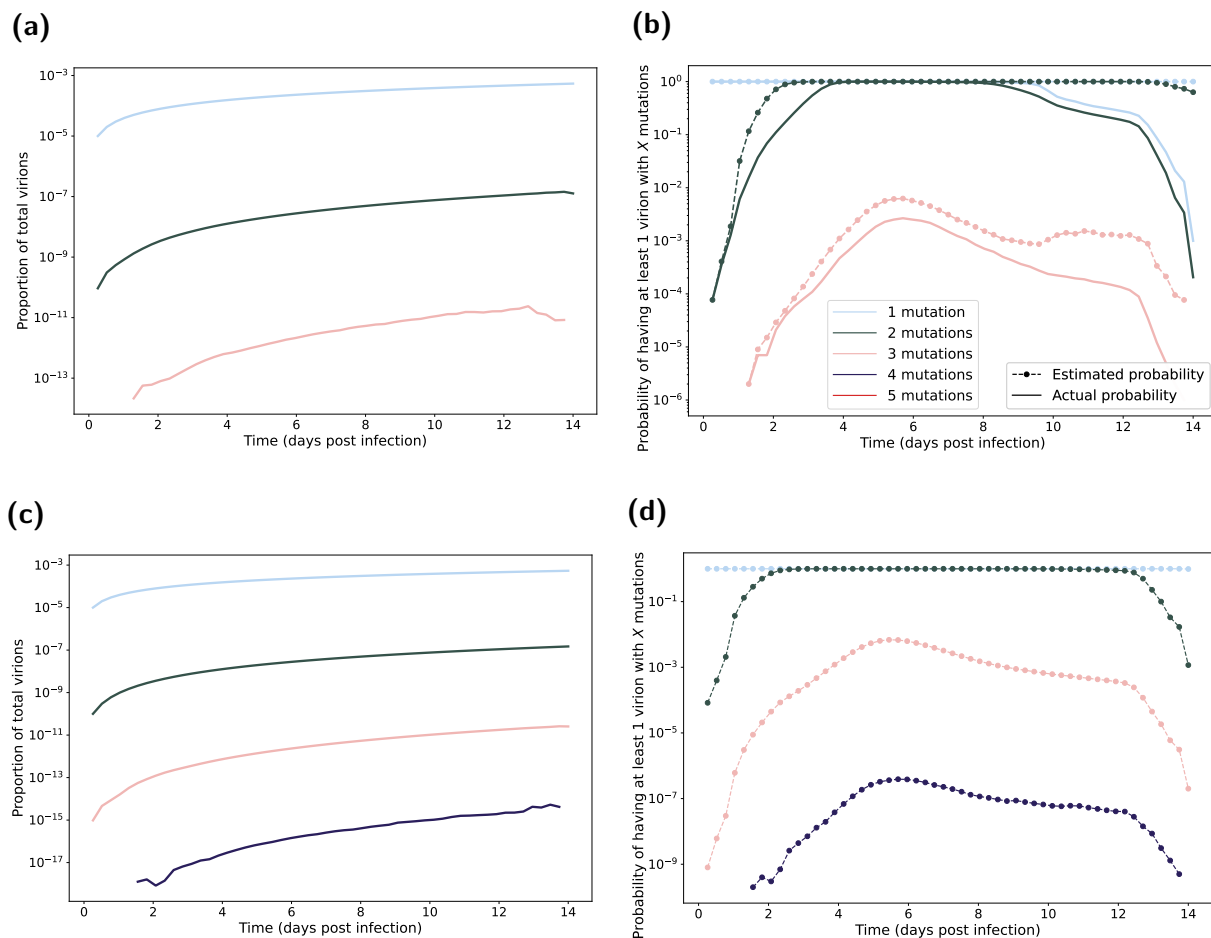 (a)
Proportion of total virions
10⁻³
10⁻⁵
10⁻⁷
10⁻⁹
10⁻¹¹
10⁻¹³
0 2 4 6 8 10 12 14
Time (days post infection)
(b)
Probability of having at least 1 virion with X mutations
10⁰
10⁻¹
10⁻²
10⁻³
10⁻⁴
10⁻⁵
10⁻⁶
1 mutation
2 mutations
3 mutations
4 mutations
5 mutations
Estimated probability
Actual probability
0 2 4 6 8 10 12 14
Time (days post infection)
(c)
Proportion of total virions
10⁻³
10⁻⁵
10⁻⁷
10⁻⁹
10⁻¹¹
10⁻¹³
10⁻¹⁵
10⁻¹⁷
0 2 4 6 8 10 12 14
Time (days post infection)
(d)
Probability of having at least 1 virion with X mutations
10⁻¹
10⁻³
10⁻⁵
10⁻⁷
10⁻⁹
0 2 4 6 8 10 12 14
Time (days post infection)